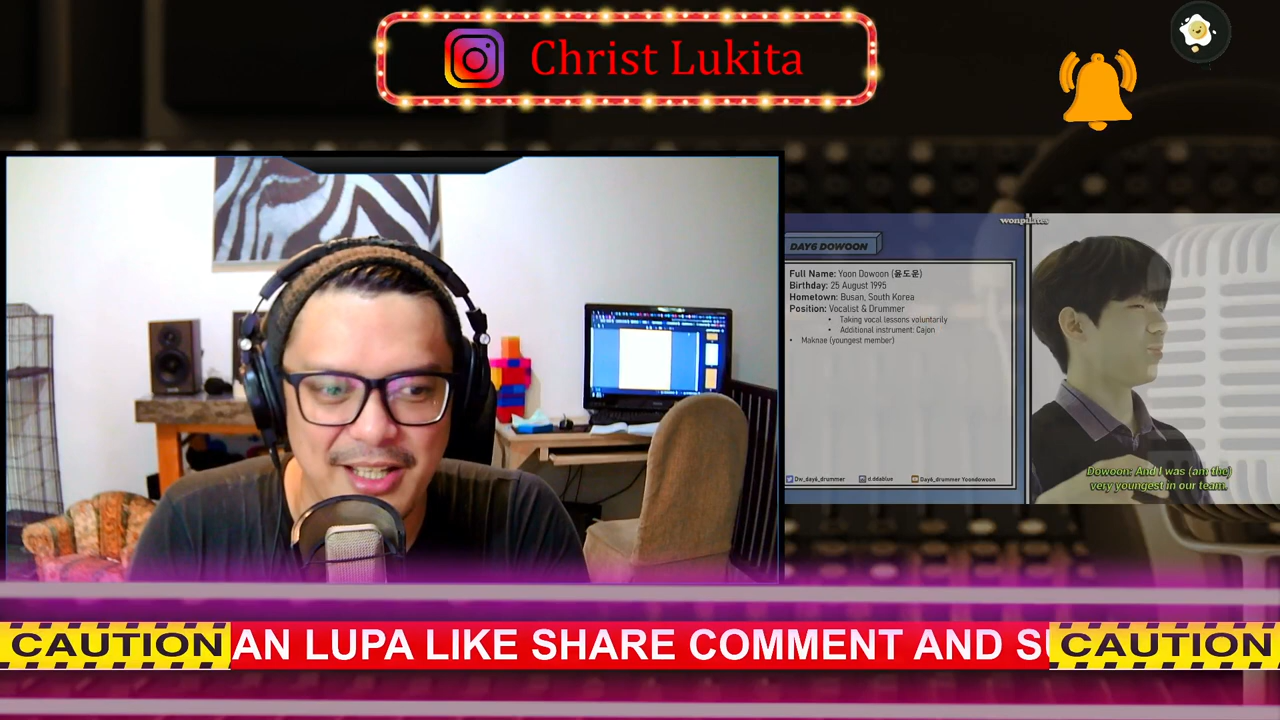 Christ Lukita
wonpilates
DAY6 DOWOON
Full Name: Yoon Dowoon (윤도운)
Birthday: 25 August 1995
Hometown: Busan, South Korea
Position: Vocalist & Drummer
• Taking vocal lessons voluntarily
• Additional instrument: Cajon
• Maknae (youngest member)
Dw_day6_drummer
d.ddablue
Day6_drummer Yoondowoon
Dowoon: And I was (am the)
very youngest in our team.
CAUTION
AN LUPA LIKE SHARE COMMENT AND SU
CAUTION